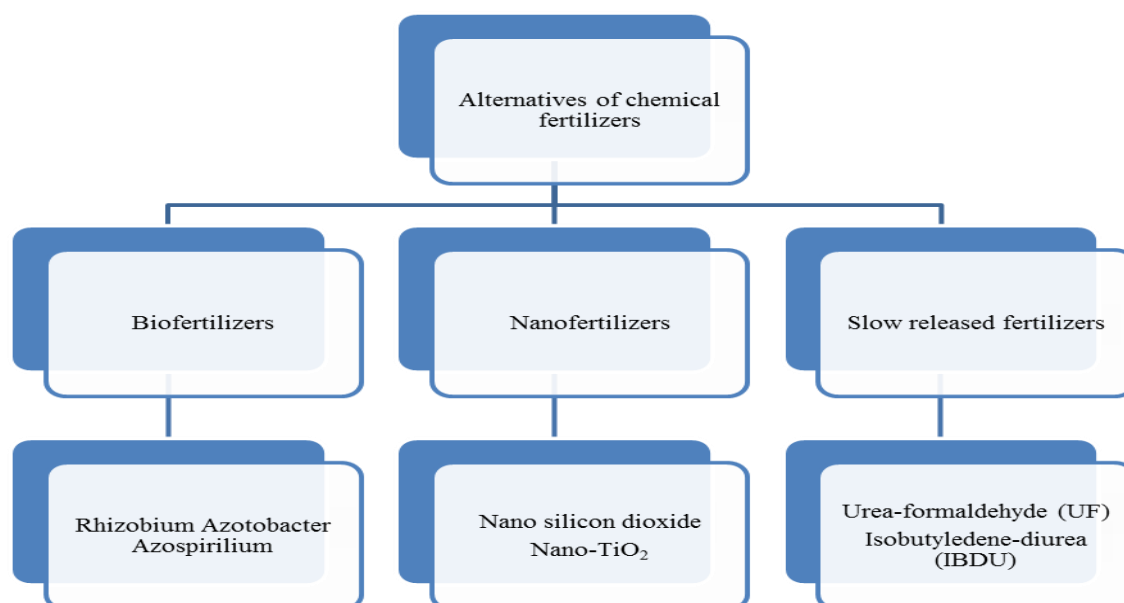 Alternatives of chemical
fertilizers
Biofertilizers
Nanofertilizers
Slow released fertilizers
Rhizobium Azotobacter
Azospirilium
Nano silicon dioxide
Nano-TiO₂
Urea-formaldehyde (UF)
Isobutyledene-diurea
(IBDU)